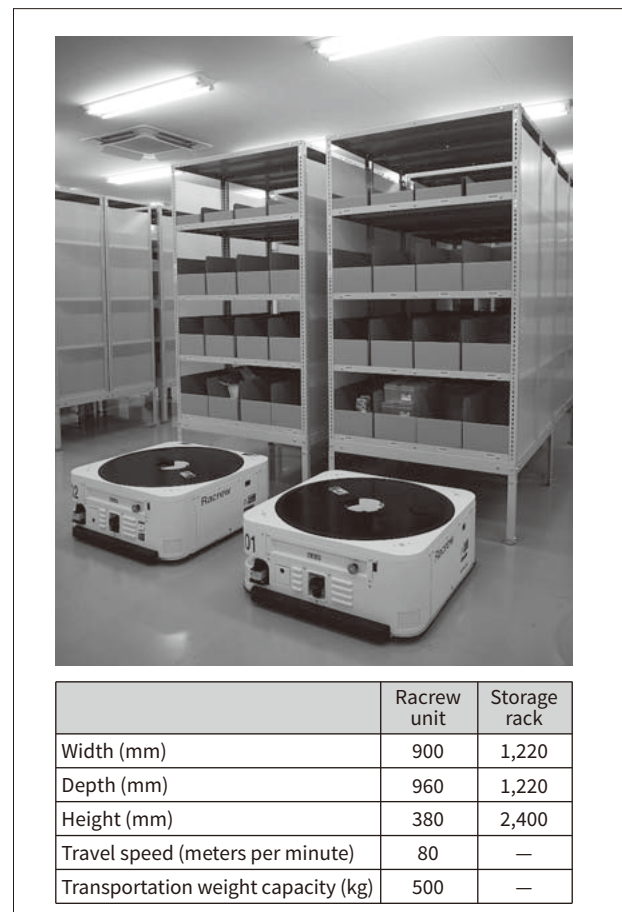 02
Racrew
01
Racrew
Racrew unit Storage rack
Width (mm) 900 1,220
Depth (mm) 960 1,220
Height (mm) 380 2,400
Travel speed (meters per minute) 80 —
Transportation weight capacity (kg) 500 —